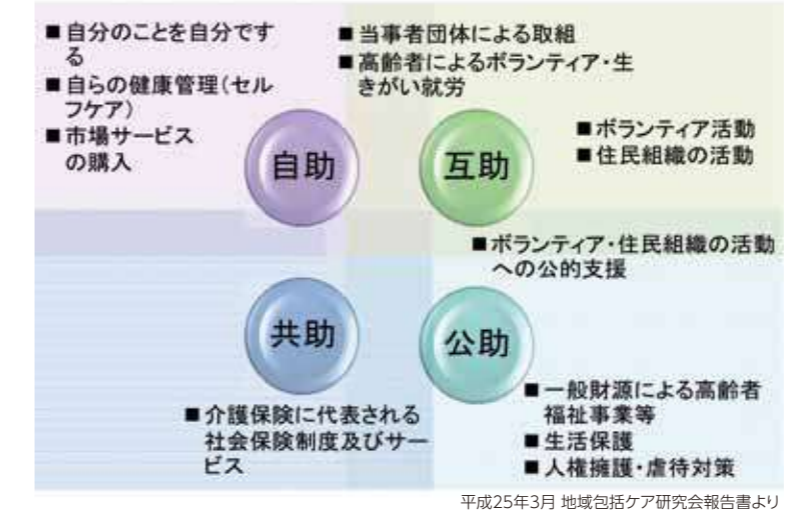 ■自分のことを自分です
る
■自らの健康管理(セル
フケア)
■市場サービス
の購入
■当事者団体による取組
■高齢者によるボランティア・生
きがい就労
自助
互助
■ボランティア活動
■住民組織の活動
■ボランティア・住民組織の活動
への公的支援
共助
公助
■介護保険に代表される
社会保険制度及びサー
ビス
■一般財源による高齢者
福祉事業等
■生活保護
■人権擁護・虐待対策
平成25年3月 地域包括ケア研究会報告書より